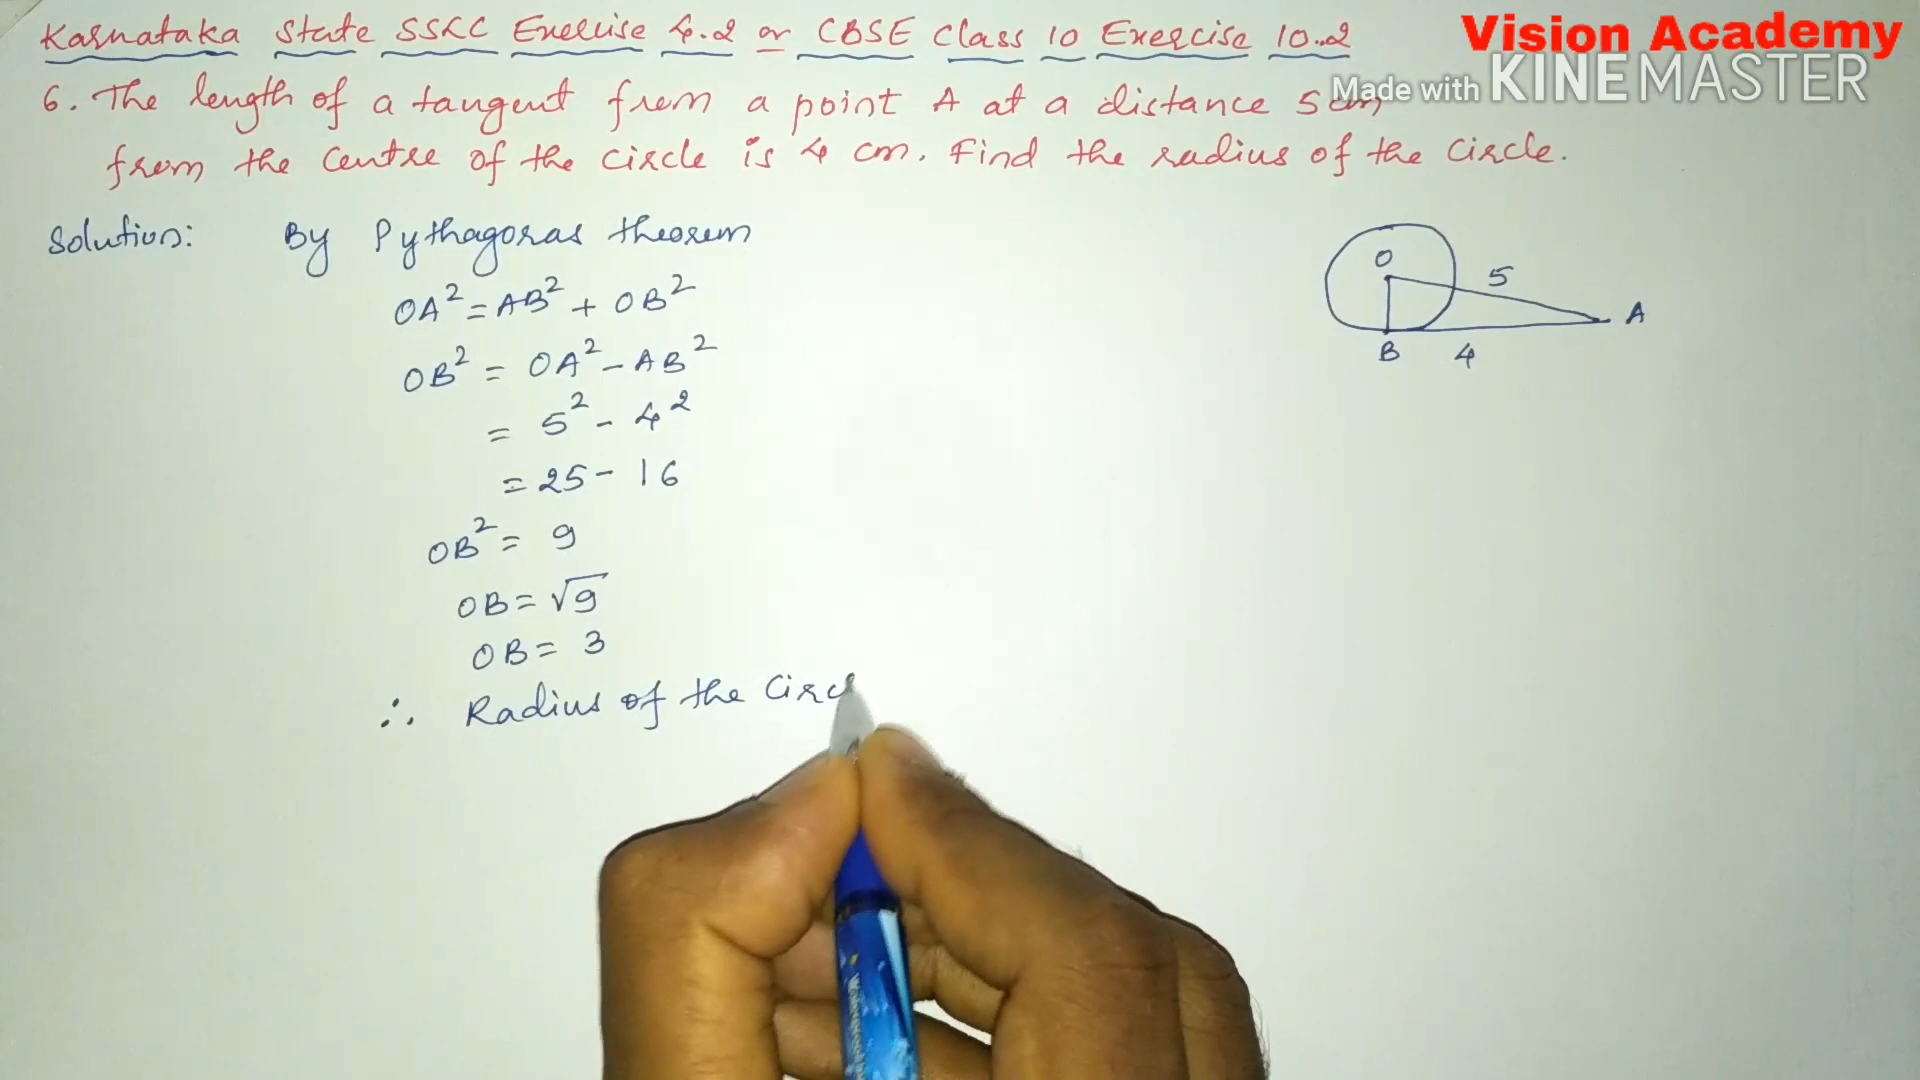 Karnataka State SSLC Exercise 4.2 or CBSE Class 10 Exercise 10.2
Vision Academy
Made with KINEMASTER
6. The length of a tangent from a point A at a distance 5 cm,
from the centre of the circle is 4 cm. Find the radius of the circle.
Solution: By Pythagoras theorem
OA² = AB² + OB²
OB² = OA² - AB²
= 5² - 4²
= 25 - 16
OB² = 9
OB = √9
OB = 3
∴ Radius of the Circ
O
5
A
B 4